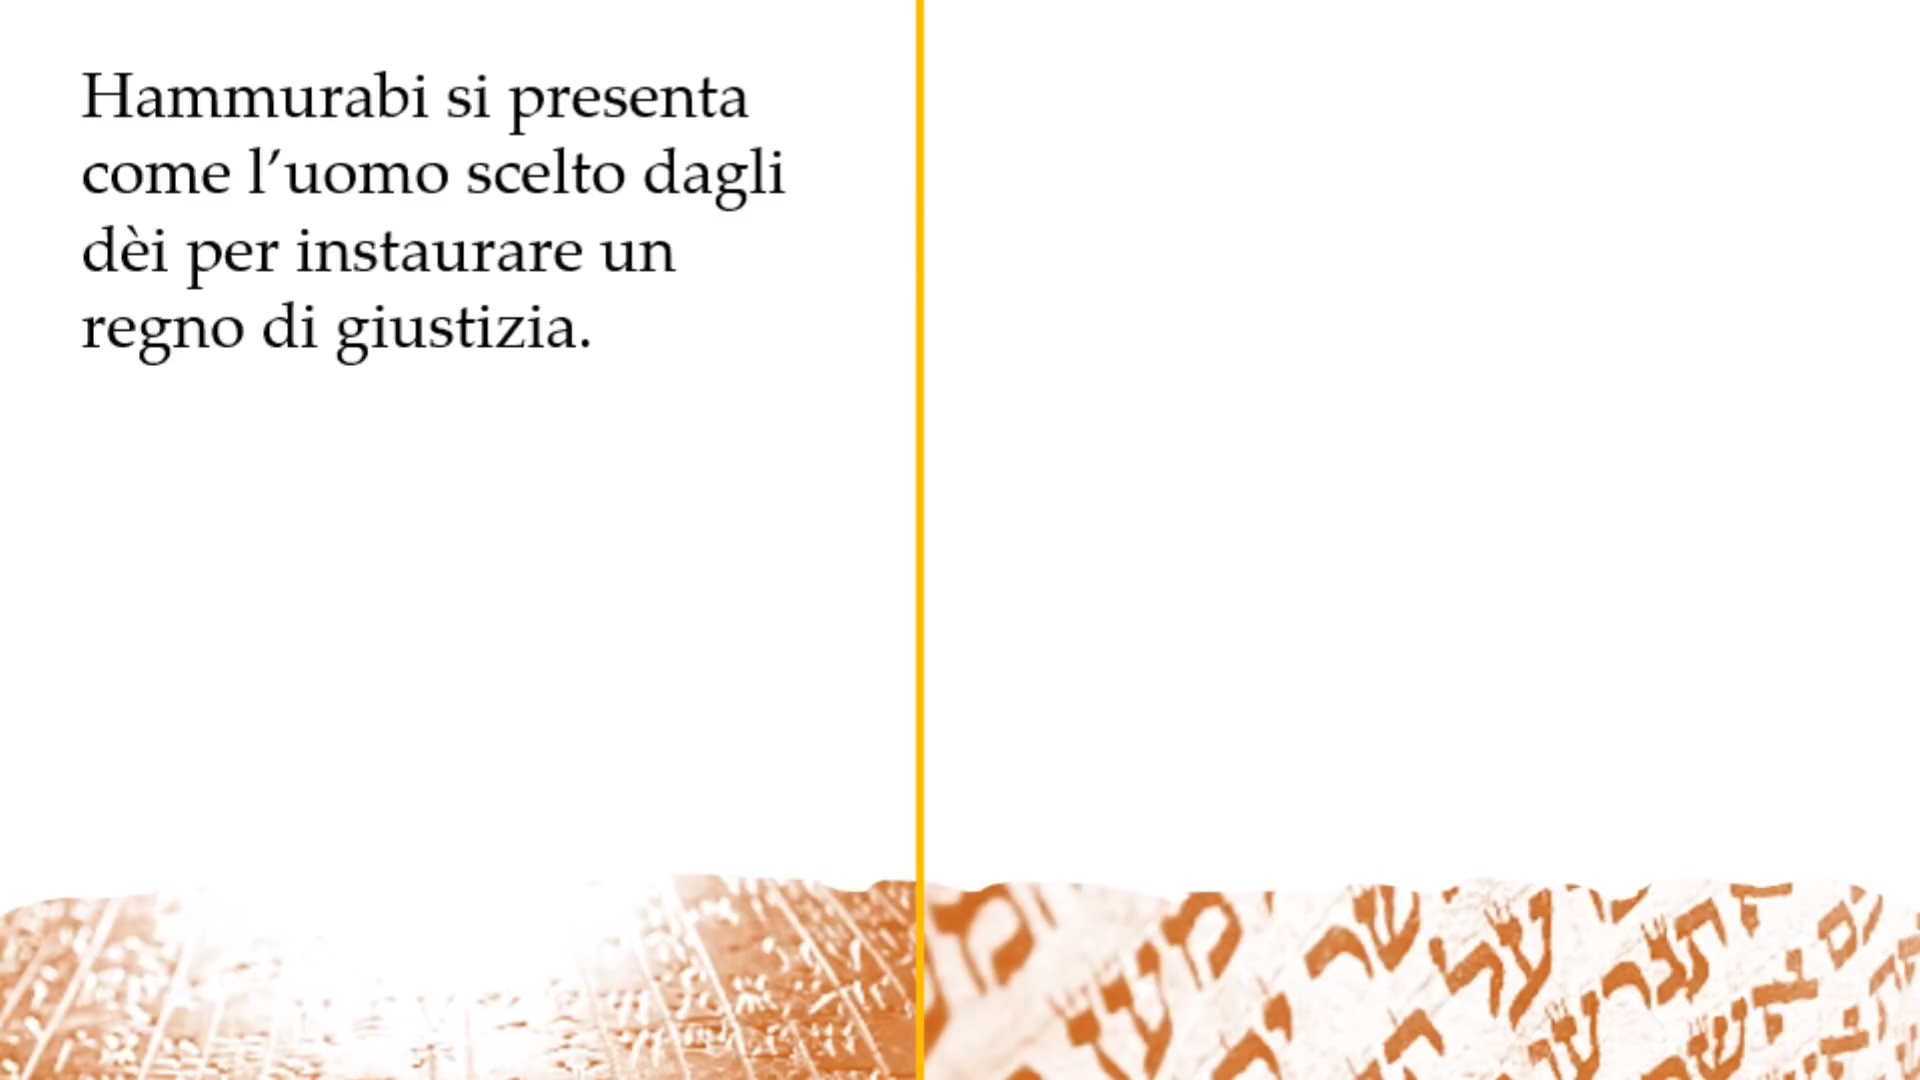 Hammurabi si presenta
come l’uomo scelto dagli
dèi per instaurare un
regno di giustizia.